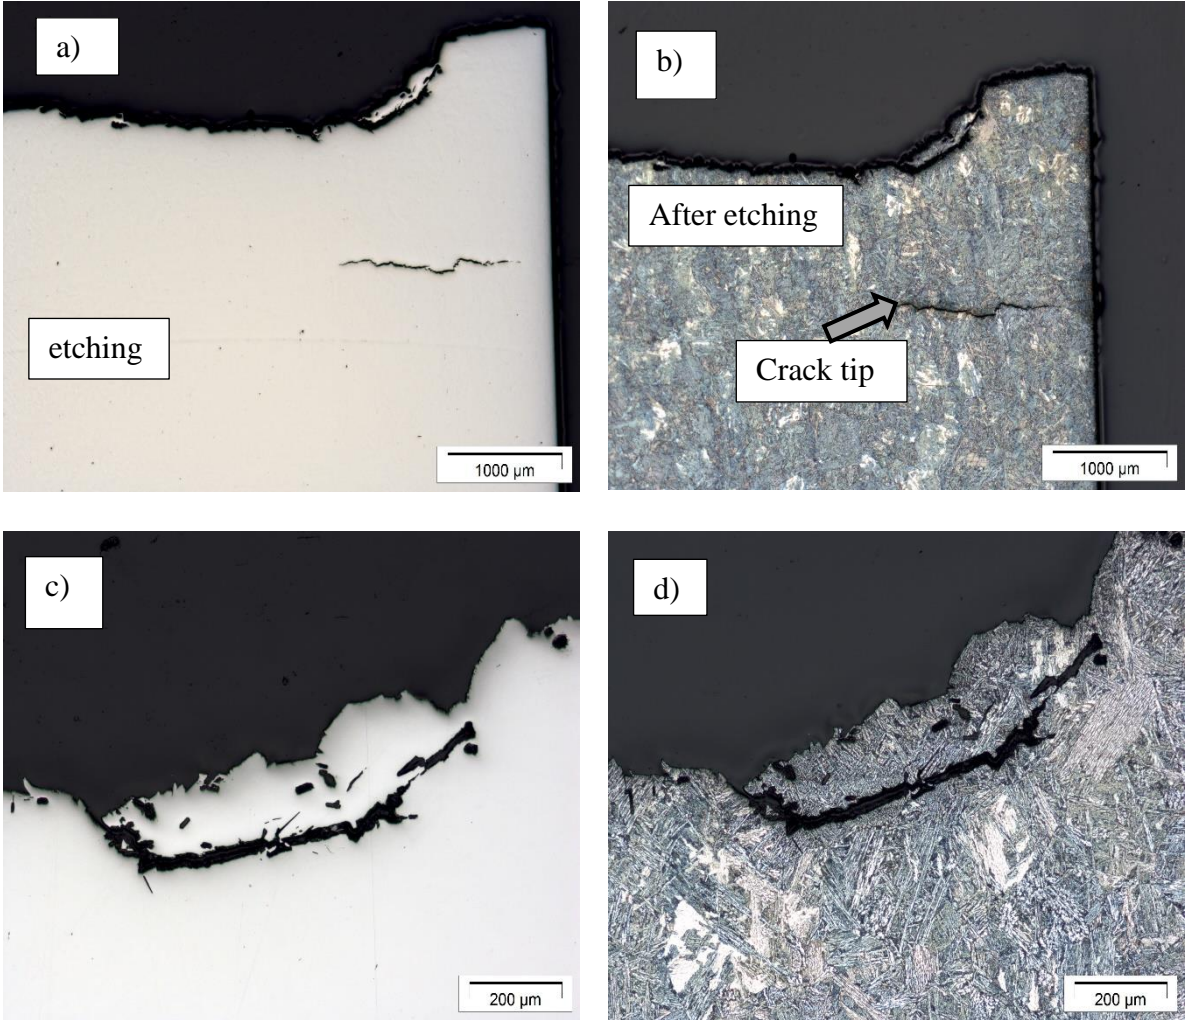 a)
etching
1000 µm
b)
After etching
Crack tip
1000 µm
c)
200 µm
d)
200 µm